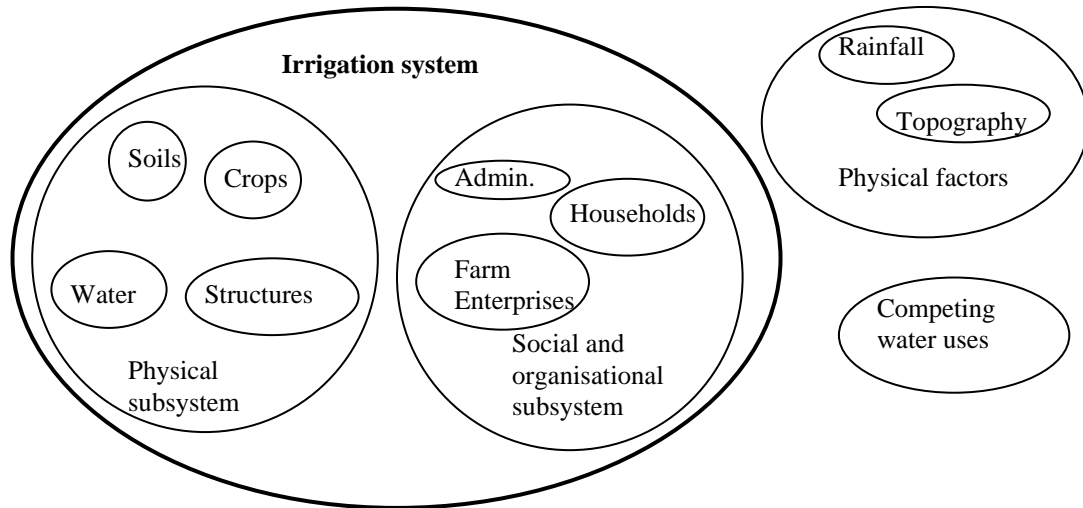 Irrigation system
Soils
Crops
Water
Structures
Physical
subsystem
Admin.
Households
Farm
Enterprises
Social and
organisational
subsystem
Rainfall
Topography
Physical factors
Competing
water uses